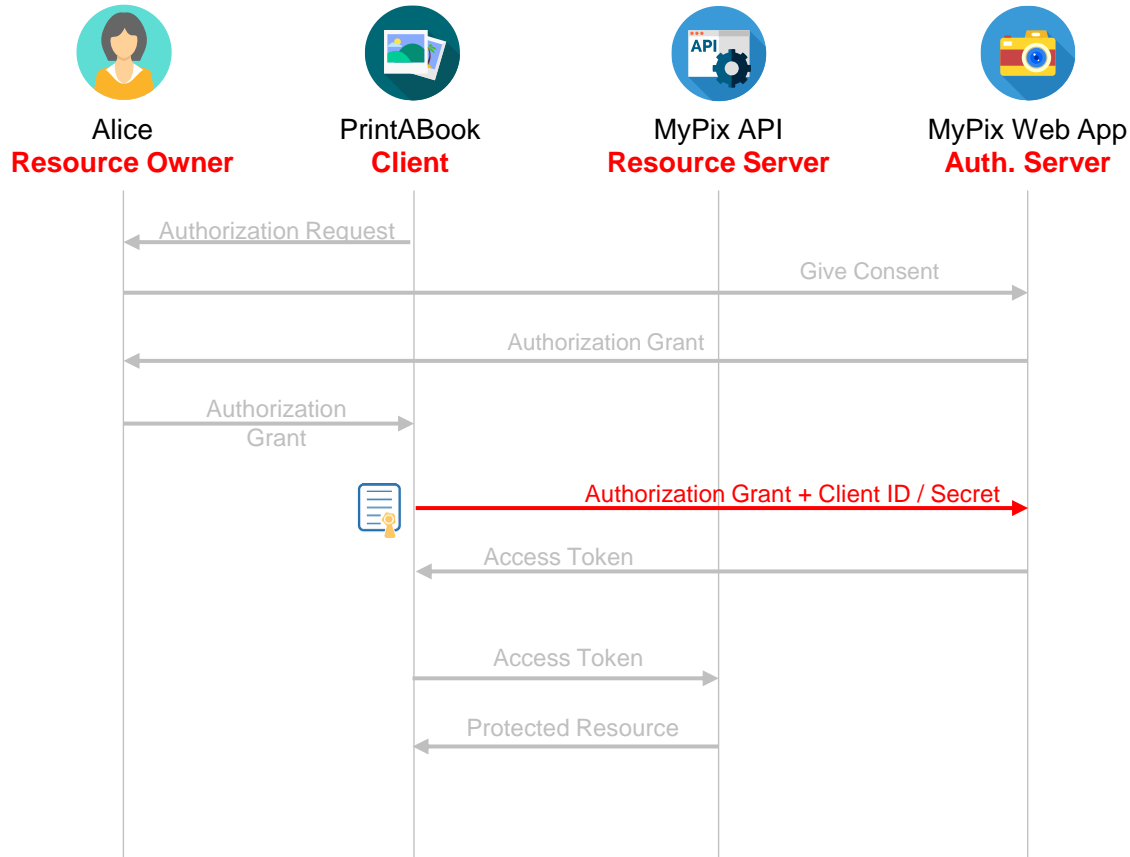 API
Alice
Resource Owner
PrintABook
Client
MyPix API
Resource Server
MyPix Web App
Auth. Server
Authorization Request
Give Consent
Authorization Grant
Authorization
Grant
Authorization Grant + Client ID / Secret
Access Token
Access Token
Protected Resource